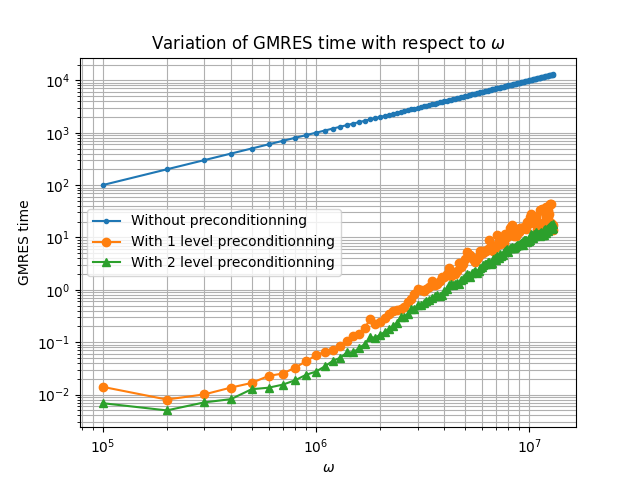 Variation of GMRES time with respect to ω
GMRES time
10⁴
10³
10²
10¹
10⁰
10⁻¹
10⁻²
Without preconditionning
With 1 level preconditionning
With 2 level preconditionning
10⁵ 10⁶ 10⁷
ω